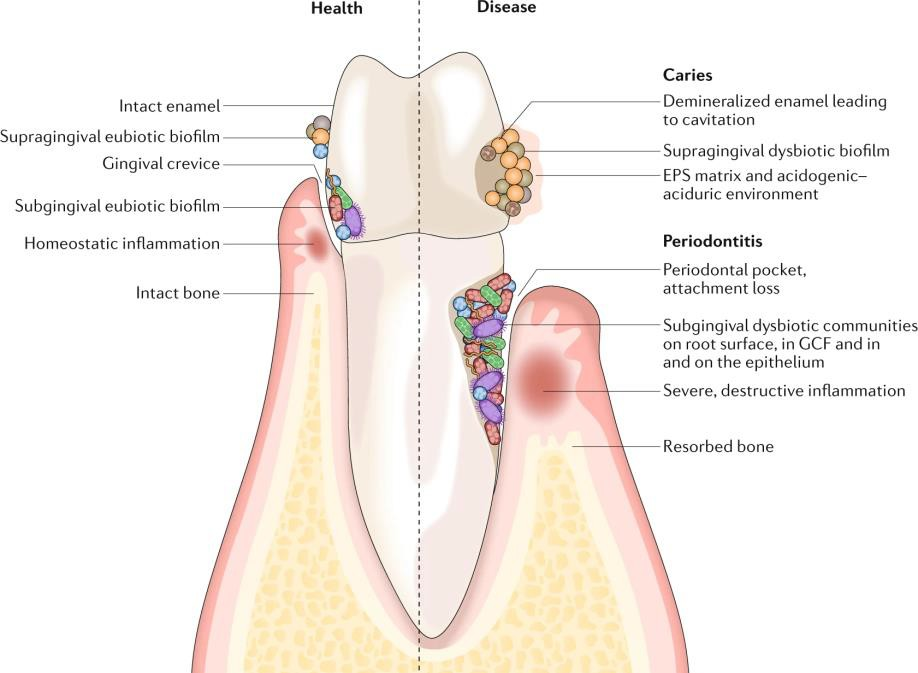 Health
Disease
Intact enamel
Supragingival eubiotic biofilm
Gingival crevice
Subgingival eubiotic biofilm
Homeostatic inflammation
Intact bone
Caries
Demineralized enamel leading
to cavitation
Supragingival dysbiotic biofilm
EPS matrix and acidogenic–
aciduric environment
Periodontitis
Periodontal pocket,
attachment loss
Subgingival dysbiotic communities
on root surface, in GCF and in
and on the epithelium
Severe, destructive inflammation
Resorbed bone